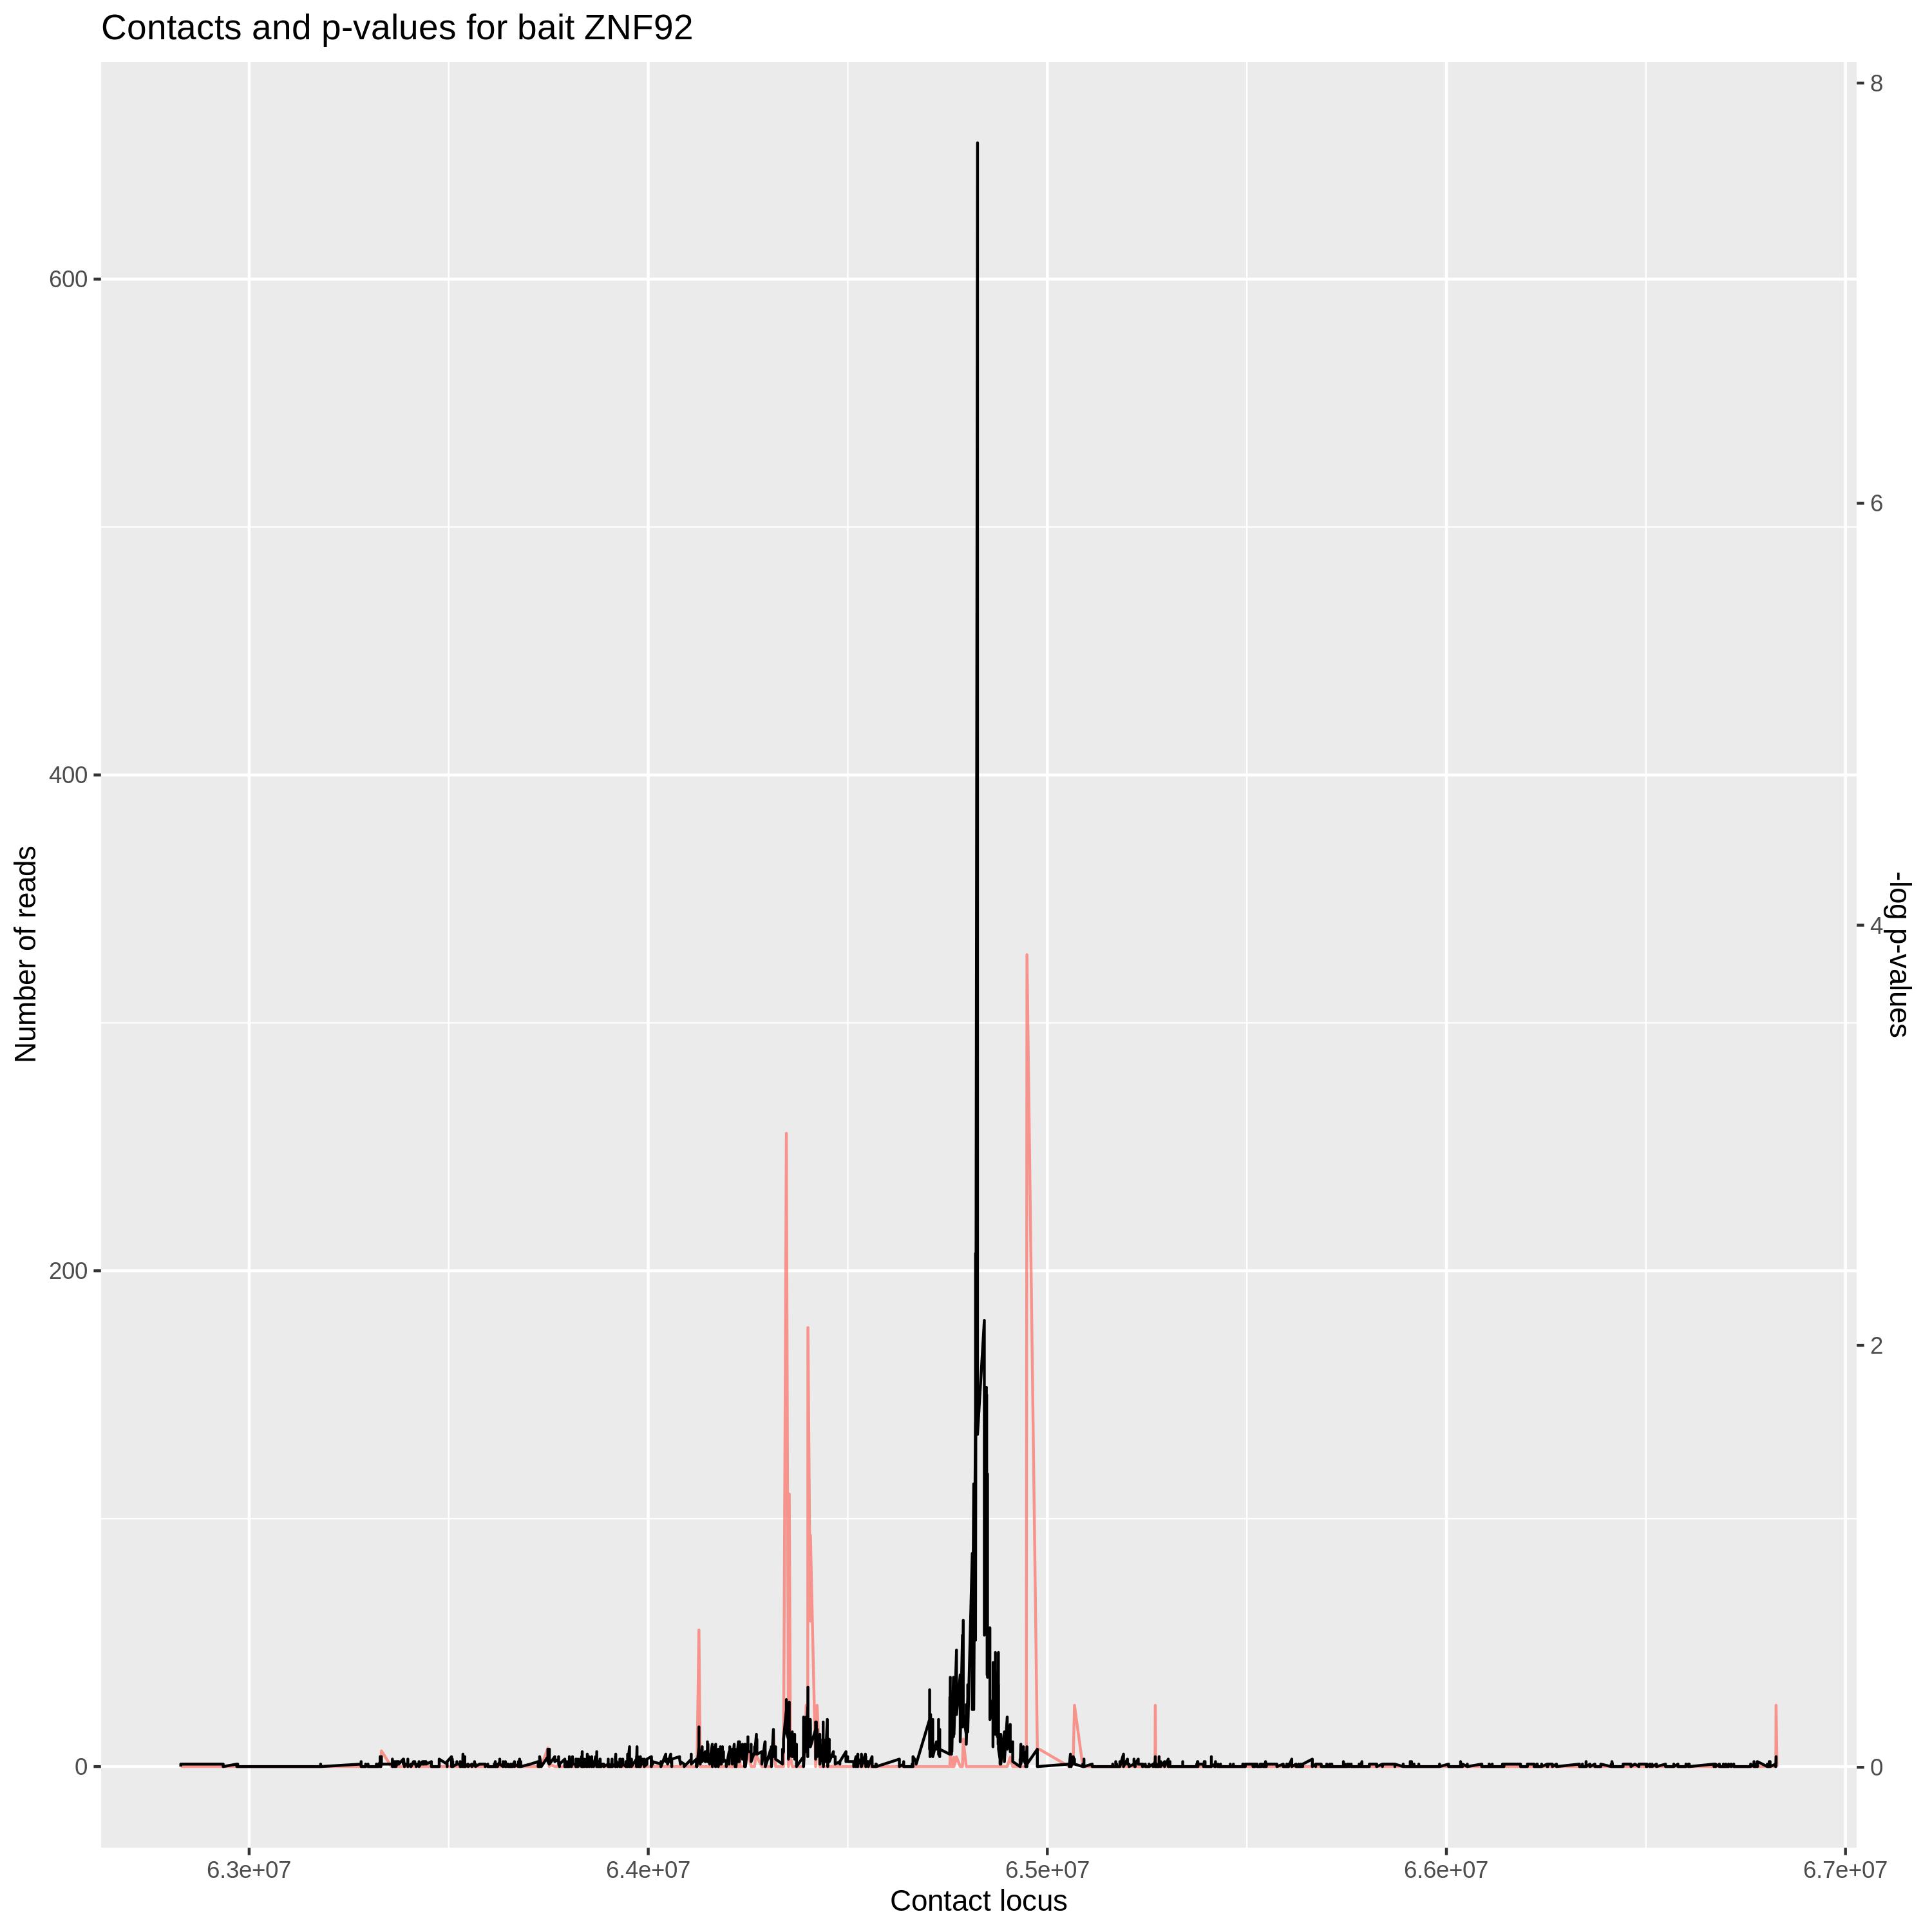 Contacts and p-values for bait ZNF92
8
600
6
400
4
Number of reads
-log p-values
200
2
0
0
6.3e+07
6.4e+07
6.5e+07
6.6e+07
6.7e+07
Contact locus